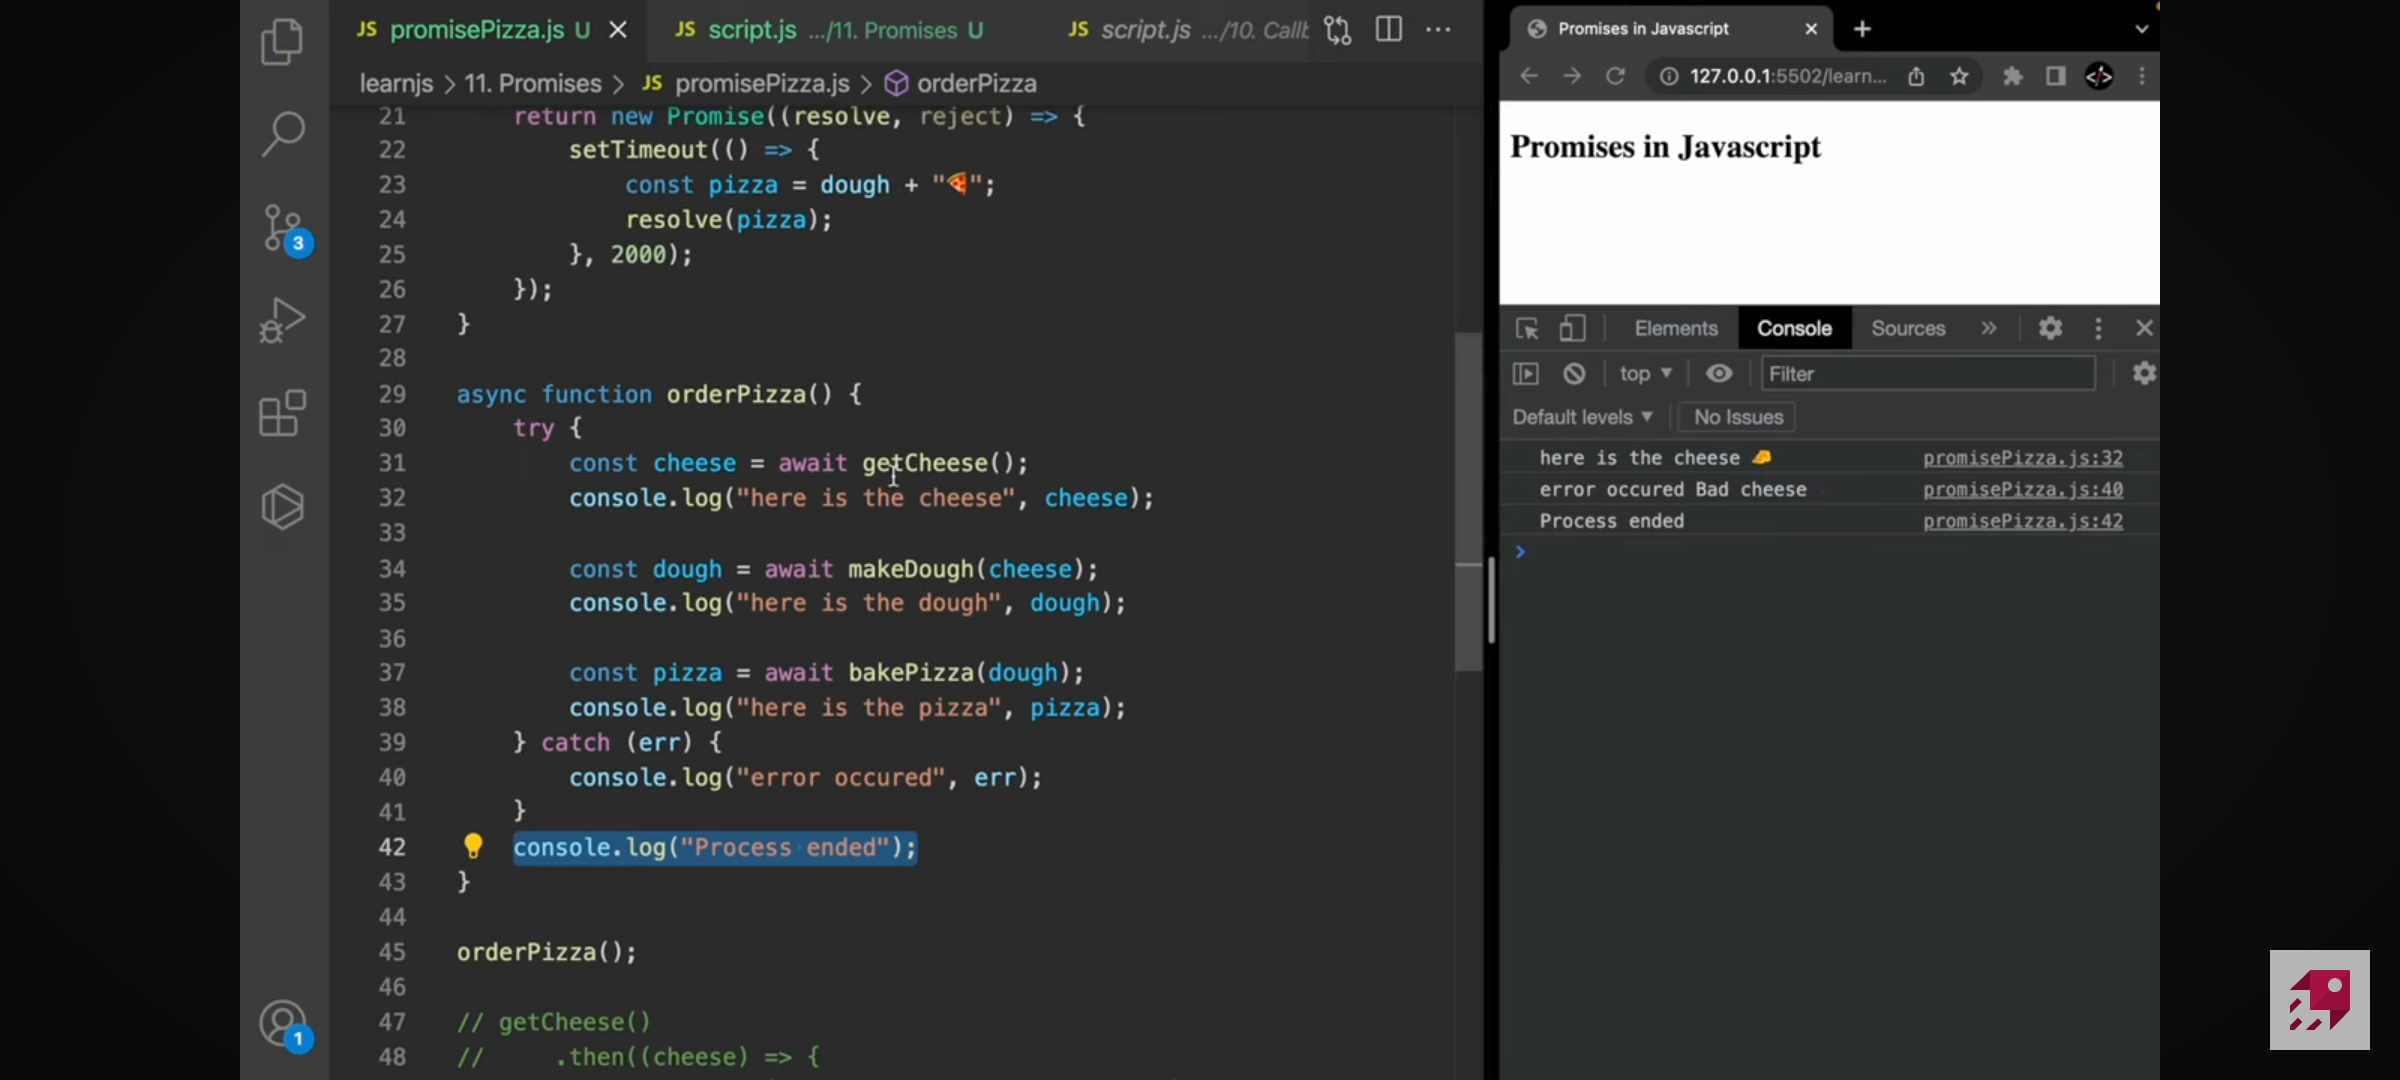 JS promisePizza.js U
JS script.js .../11. Promises U
JS script.js .../10. Callb
learnjs > 11. Promises > JS promisePizza.js > orderPizza
21 return new Promise((resolve, reject) => {
22 setTimeout(() => {
23 const pizza = dough + "🍕";
24 resolve(pizza);
25 }, 2000);
26 });
27 }
28
29 async function orderPizza() {
30 try {
31 const cheese = await getCheese();
32 console.log("here is the cheese", cheese);
33
34 const dough = await makeDough(cheese);
35 console.log("here is the dough", dough);
36
37 const pizza = await bakePizza(dough);
38 console.log("here is the pizza", pizza);
39 } catch (err) {
40 console.log("error occured", err);
41 }
42 console.log("Process ended");
43 }
44
45 orderPizza();
46
47 // getCheese()
48 // .then((cheese) => {
3
1
Promises in Javascript
127.0.0.1:5502/learn...
Promises in Javascript
Elements Console Sources »
top Filter
Default levels No Issues
here is the cheese 🧀 promisePizza.js:32
error occured Bad cheese promisePizza.js:40
Process ended promisePizza.js:42